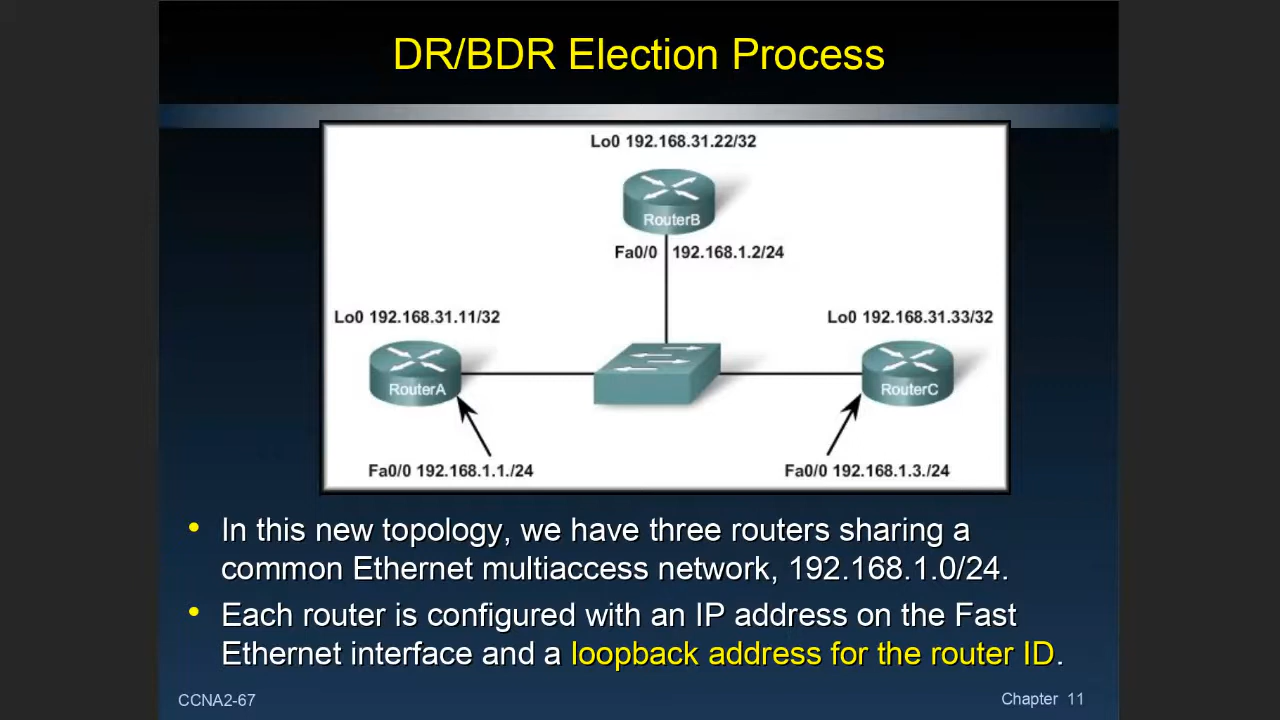 DR/BDR Election Process
Lo0 192.168.31.22/32
RouterB
Fa0/0 192.168.1.2/24
Lo0 192.168.31.11/32
Lo0 192.168.31.33/32
RouterA
RouterC
Fa0/0 192.168.1.1./24
Fa0/0 192.168.1.3./24
• In this new topology, we have three routers sharing a
common Ethernet multiaccess network, 192.168.1.0/24.
• Each router is configured with an IP address on the Fast
Ethernet interface and a loopback address for the router ID.
CCNA2-67
Chapter 11